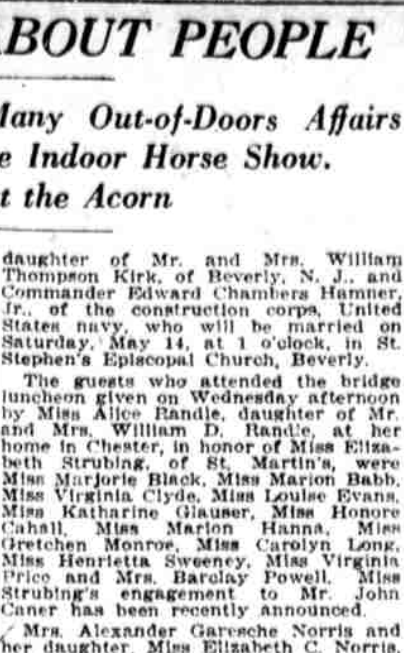 ABOUT PEOPLE
Many Out-of-Doors Affairs
e Indoor Horse Show.
t the Acorn
daughter of Mr. and Mrs. William
Thompson Kirk, of Beverly, N. J., and
Commander Edward Chambers Hamner,
Jr., of the construction corps, United
States navy, who will be married on
Saturday, May 14, at 1 o'clock, in St.
Stephen's Episcopal Church, Beverly.
The guests who attended the bridge
luncheon given on Wednesday afternoon
by Miss Alice Randle, daughter of Mr.
and Mrs. William D. Randle, at her
home in Chester, in honor of Miss Eliza-
beth Strubing, of St. Martin's, were
Miss Marjorie Black, Miss Marion Babb,
Miss Virginia Clyde, Miss Louise Evans,
Miss Katharine Glauser, Miss Honore
Cahall, Miss Marion Hanna, Miss
Gretchen Monroe, Miss Carolyn Long,
Miss Henrietta Sweeney, Miss Virginia
Price and Mrs. Barclay Powell. Miss
Strubing's engagement to Mr. John
Caner has been recently announced.
Mrs. Alexander Garesche Norris and
her daughter, Miss Elizabeth C. Norris,